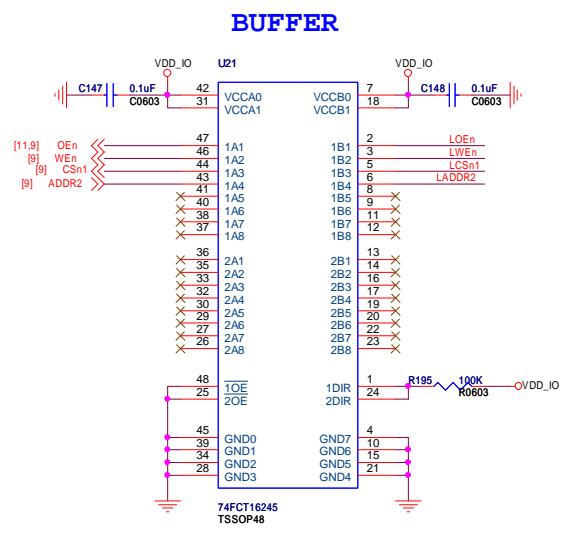 BUFFER
VDD_IO U21 VDD_IO
C147 0.1uF 42 VCCA0 VCCB0 7 C148 0.1uF
C0603 31 VCCA1 VCCB1 18 C0603
[11,9] OEn 47 1A1 1B1 2 LOEn
[9] WEn 46 1A2 1B2 3 LWEn
[9] CSn1 44 1A3 1B3 5 LCSn1
[9] ADDR2 43 1A4 1B4 6 LADDR2
41 1A5 1B5 8
40 1A6 1B6 9
38 1A7 1B7 11
37 1A8 1B8 12
36 2A1 2B1 13
35 2A2 2B2 14
33 2A3 2B3 16
32 2A4 2B4 17
30 2A5 2B5 19
29 2A6 2B6 20
27 2A7 2B7 22
26 2A8 2B8 23
48 1OE 1DIR 1 R195 100K VDD_IO
25 2OE 2DIR 24 R0603
45 GND0 GND7 4
39 GND1 GND6 10
34 GND2 GND5 15
28 GND3 GND4 21
74FCT16245
TSSOP48